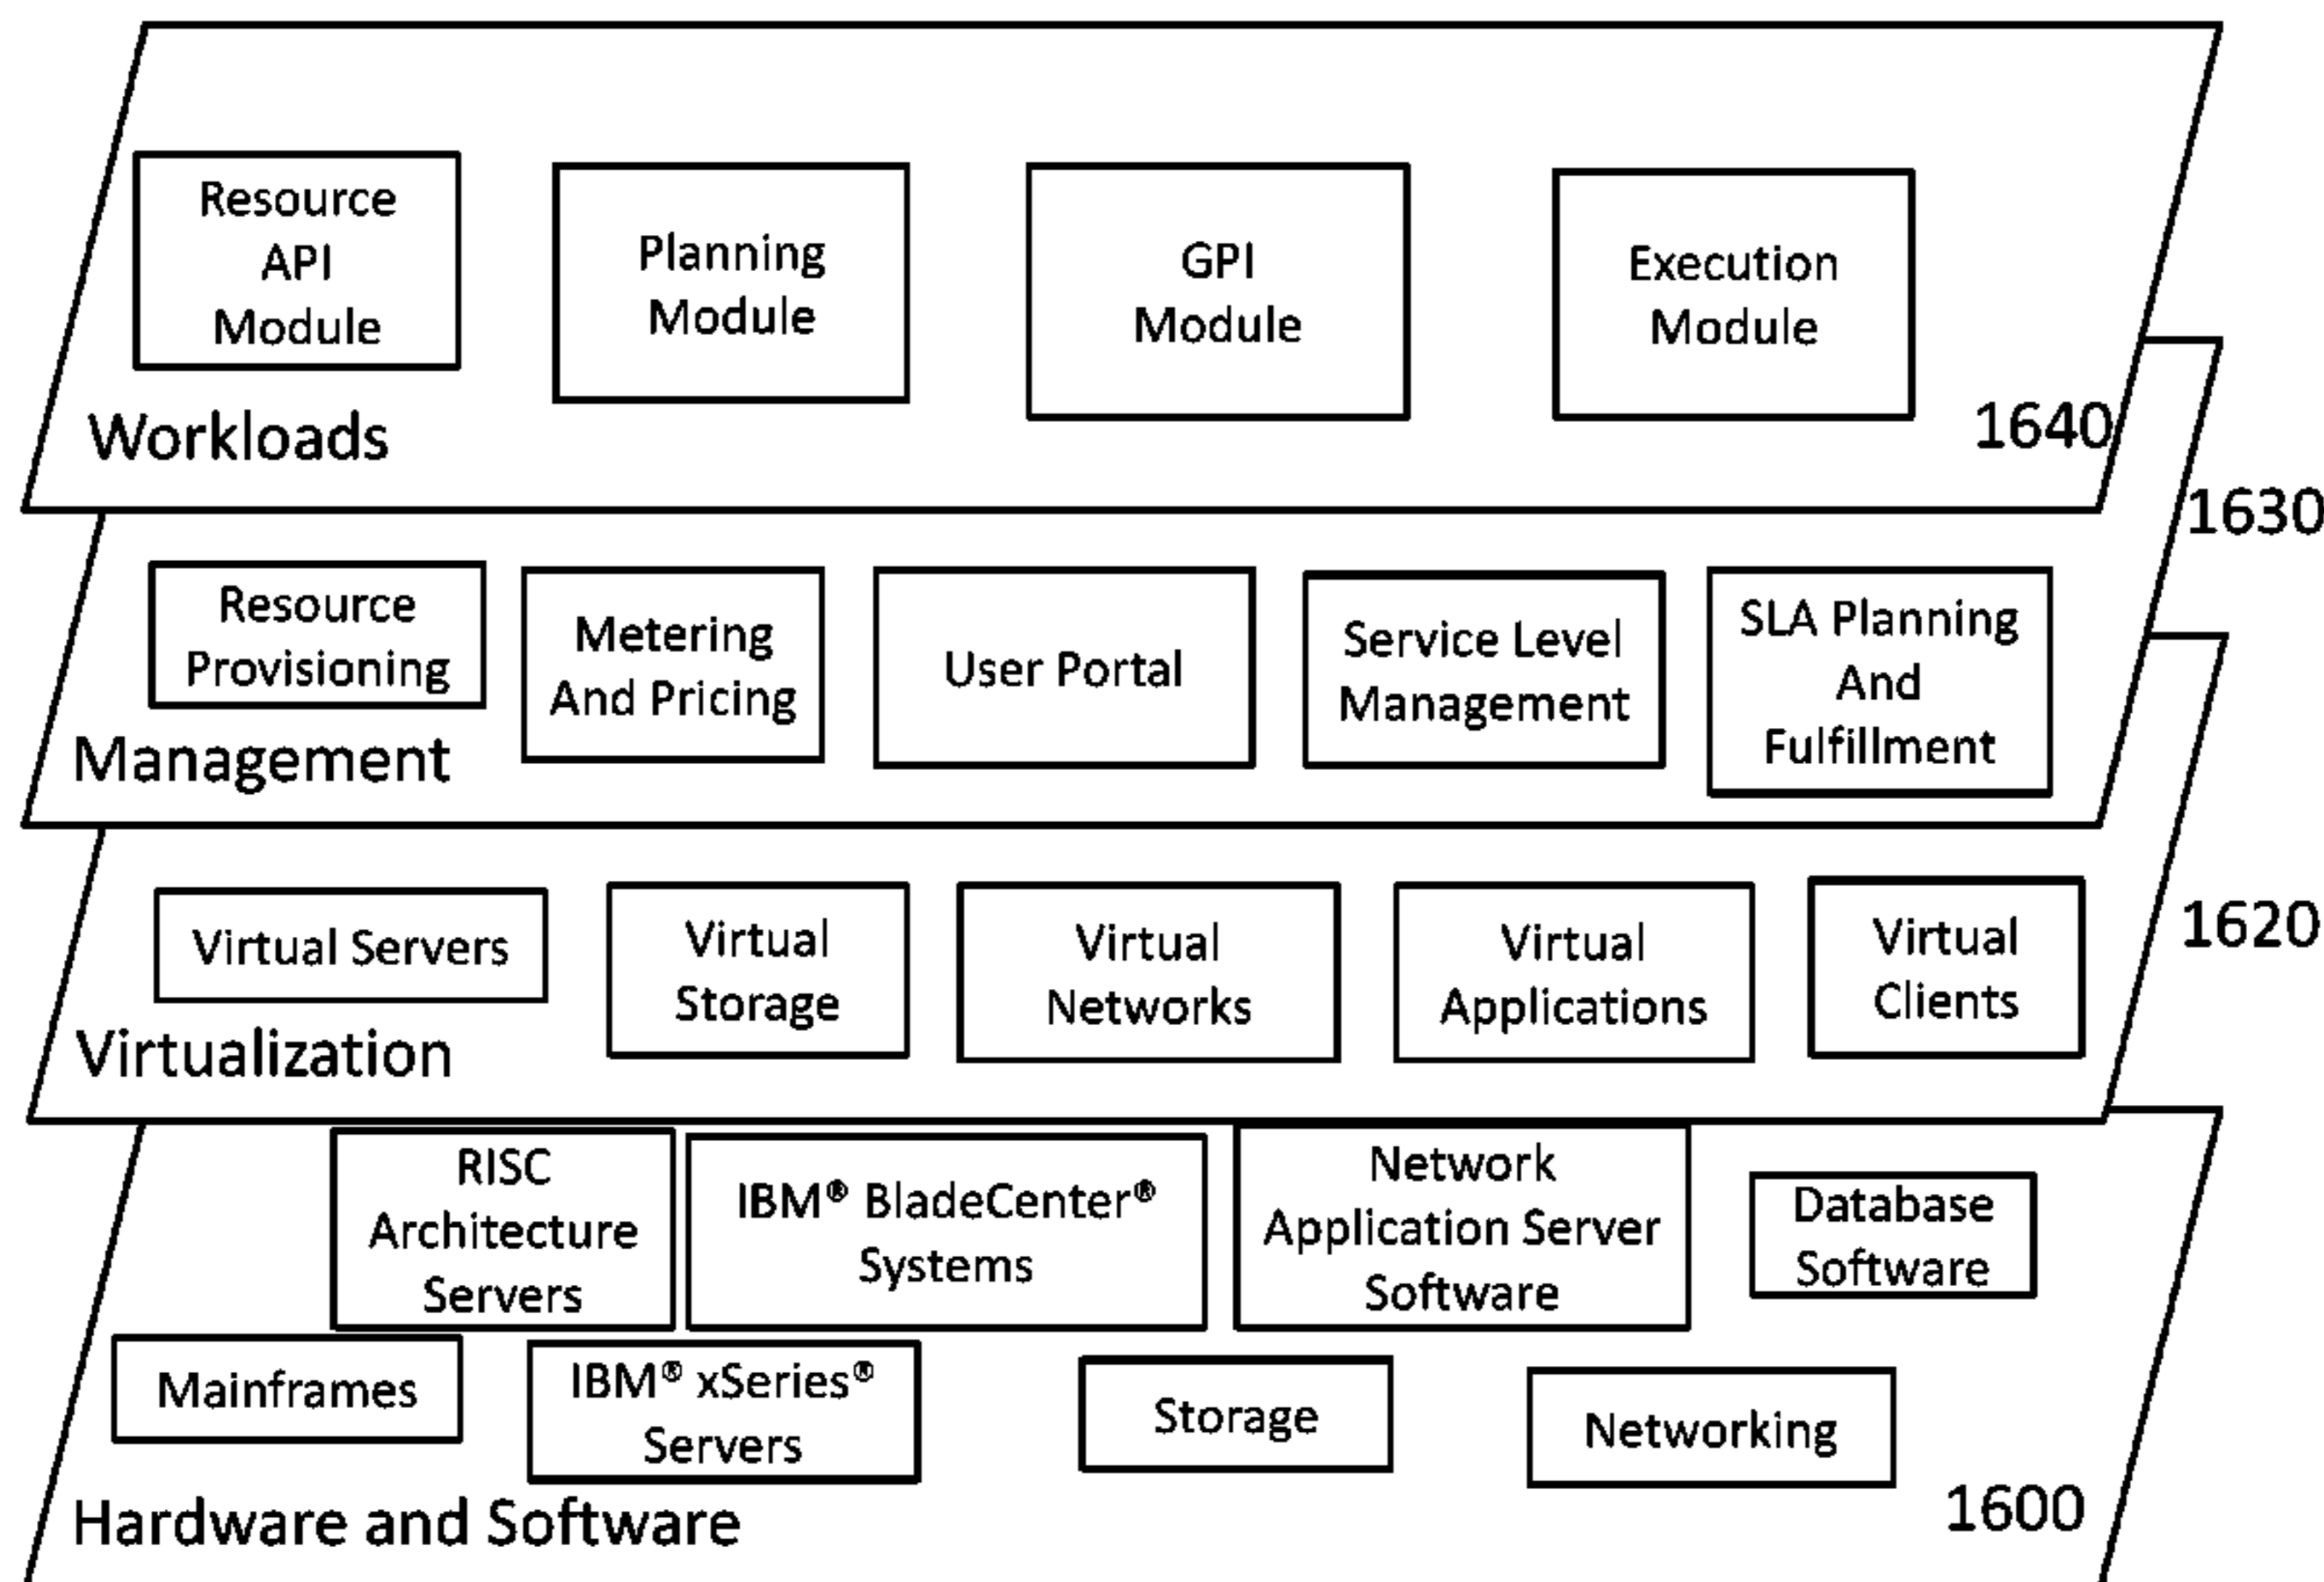 Resource
API
Module
Planning
Module
GPI
Module
Execution
Module
Workloads
1640
1630
Resource
Provisioning
Metering
And Pricing
User Portal
Service Level
Management
SLA Planning
And
Fulfillment
Management
Virtual Servers
Virtual
Storage
Virtual
Networks
Virtual
Applications
Virtual
Clients
1620
Virtualization
RISC
Architecture
Servers
IBM® BladeCenter®
Systems
Network
Application Server
Software
Database
Software
Mainframes
IBM® xSeries®
Servers
Storage
Networking
Hardware and Software
1600